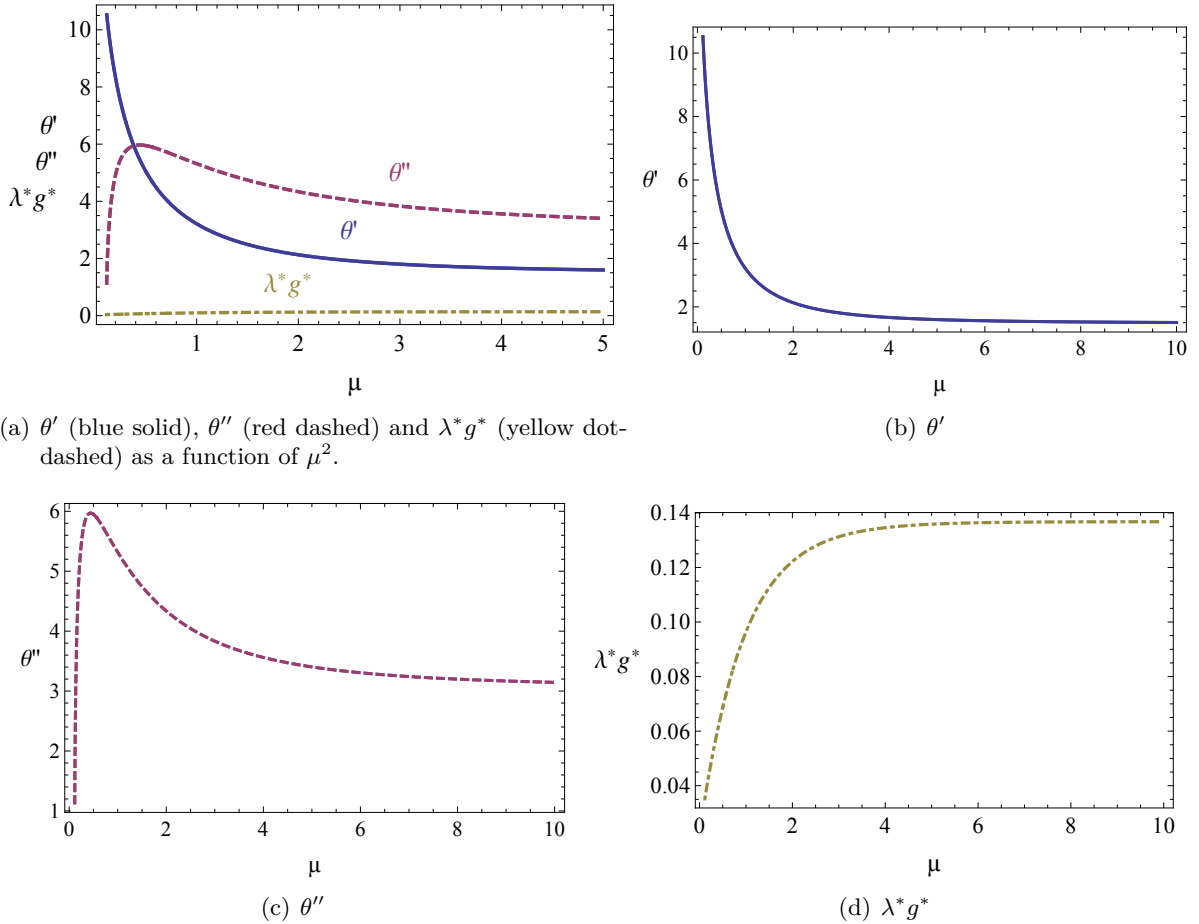 10
8
6
4
2
0
θ'
θ''
λ*g*
θ''
θ'
λ*g*
1 2 3 4 5
μ
10
8
6
4
2
θ'
0 2 4 6 8 10
μ
(a) θ′ (blue solid), θ′′ (red dashed) and λ*g* (yellow dot-
dashed) as a function of μ².
(b) θ′
6
5
4
3
2
1
θ''
0 2 4 6 8 10
μ
(c) θ′′
0.14
0.12
0.10
0.08
0.06
0.04
λ*g*
0 2 4 6 8 10
μ
(d) λ*g*